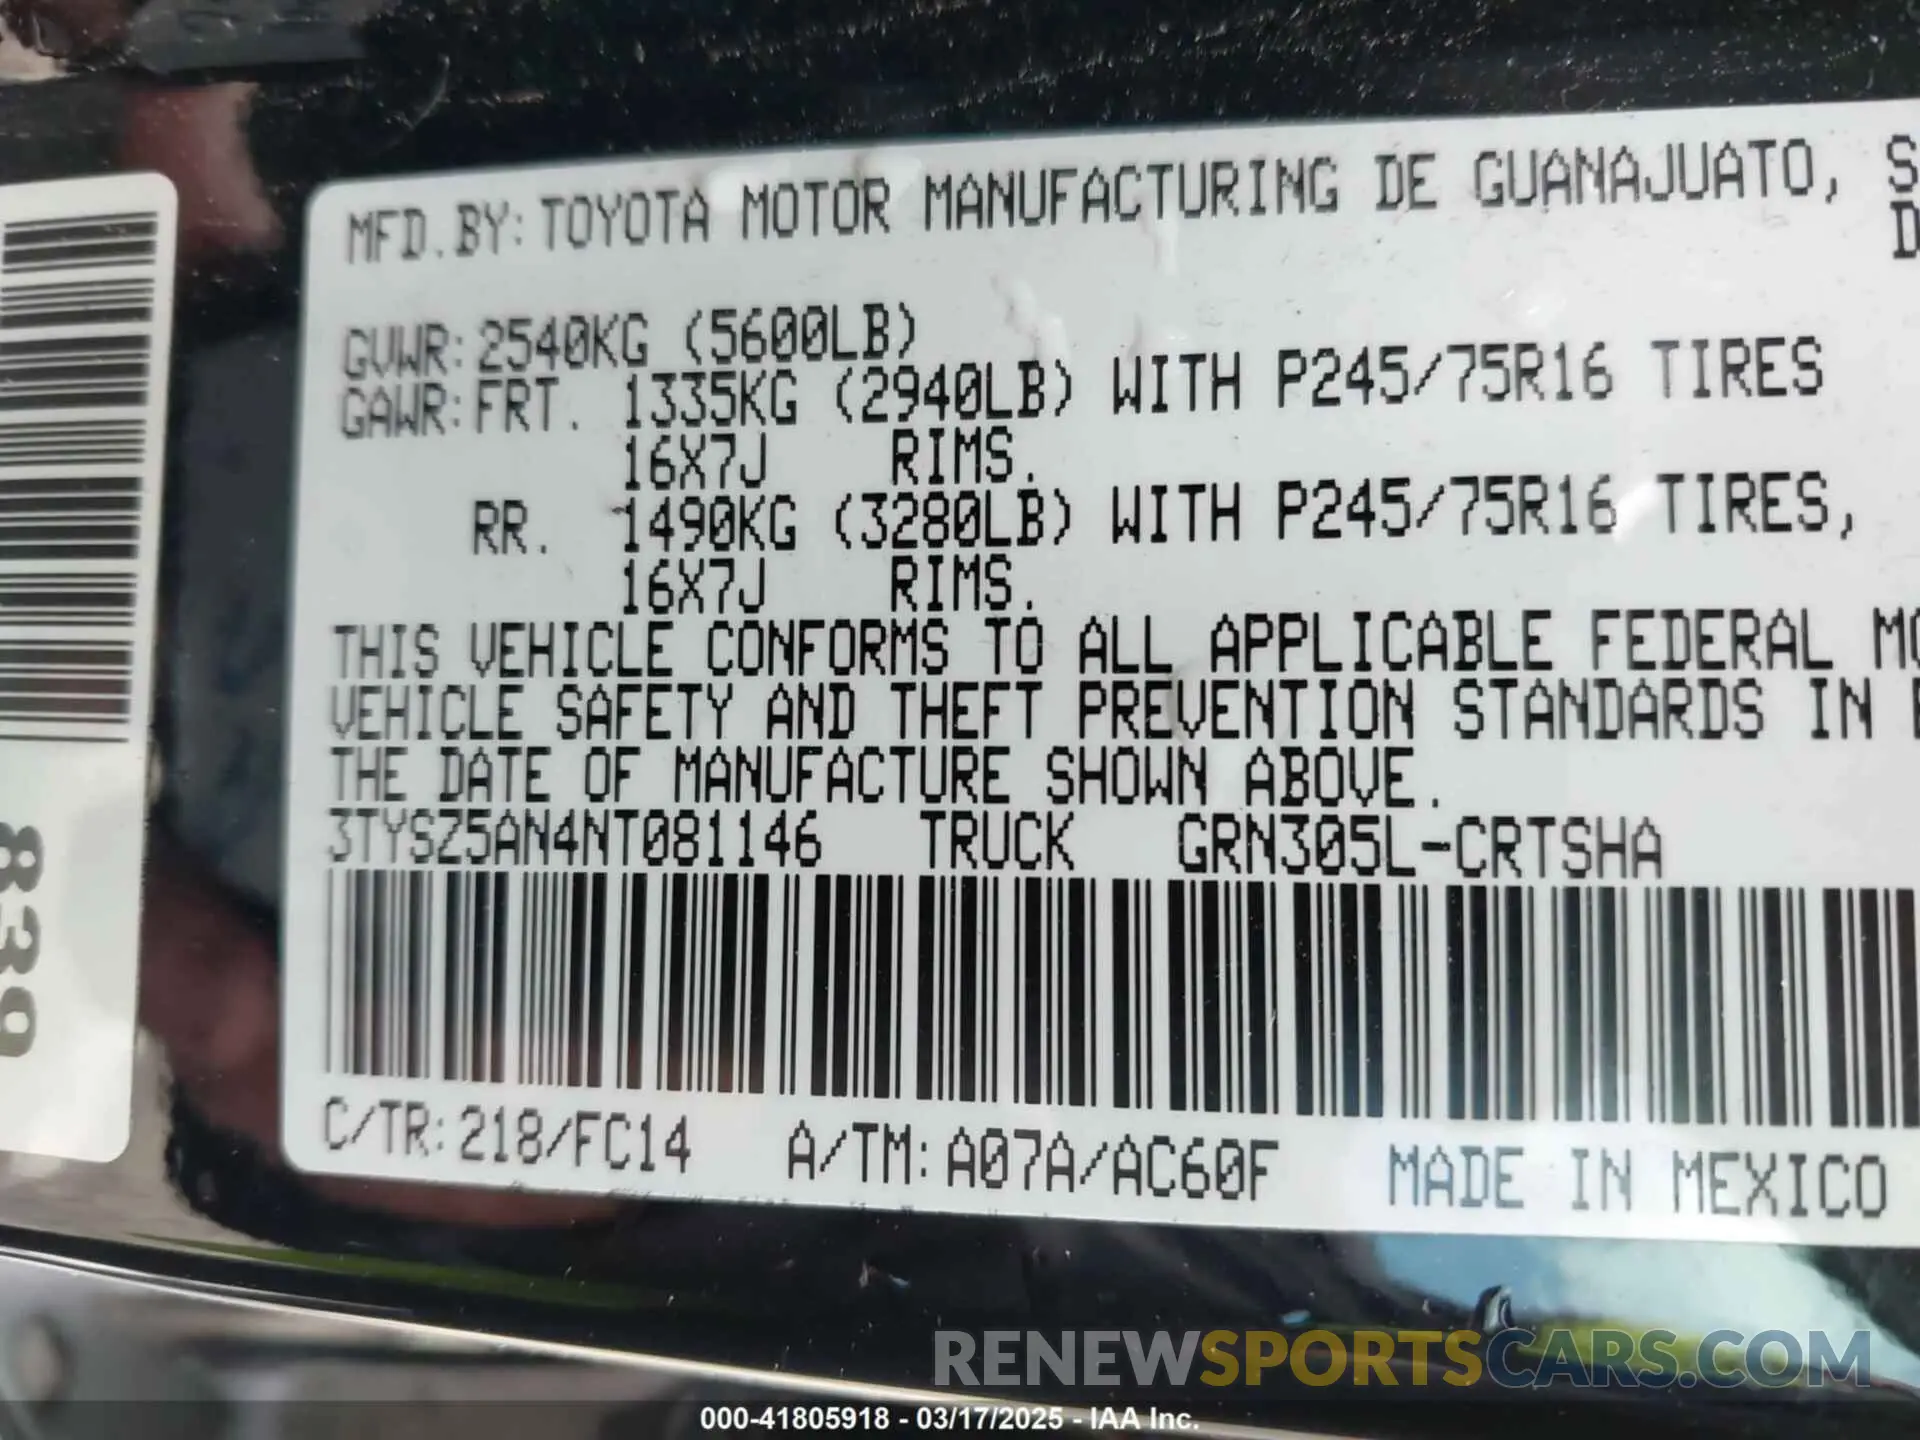 MFD.BY: TOYOTA MOTOR MANUFACTURING DE GUANAJUATO, S
D
GVWR: 2540KG (5600LB)
GAWR: FRT. 1335KG (2940LB) WITH P245/75R16 TIRES
16X7J RIMS.
RR. 1490KG (3280LB) WITH P245/75R16 TIRES,
16X7J RIMS.
THIS VEHICLE CONFORMS TO ALL APPLICABLE FEDERAL MO
VEHICLE SAFETY AND THEFT PREVENTION STANDARDS IN
THE DATE OF MANUFACTURE SHOWN ABOVE.
3TYSZ5AN4NT081146 TRUCK GRN305L-CRTSHA
C/TR: 218/FC14 A/TM: A07A/AC60F MADE IN MEXICO
839
RENEWSPORTSCARS.COM
000-41805918 - 03/17/2025 - IAA Inc.